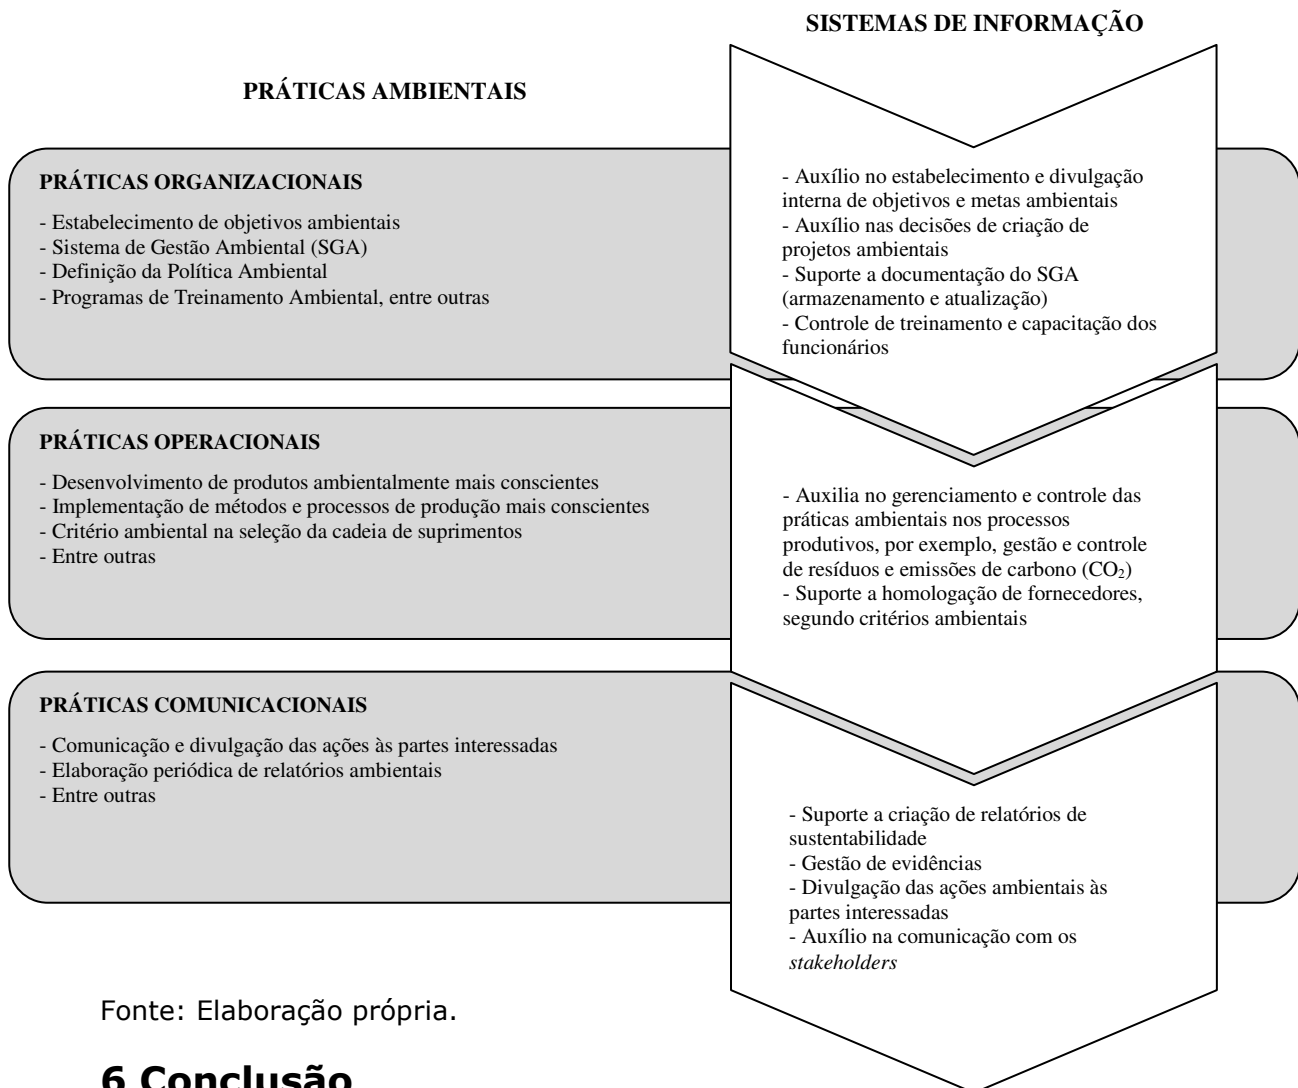 SISTEMAS DE INFORMAÇÃO
PRÁTICAS AMBIENTAIS
PRÁTICAS ORGANIZACIONAIS
- Estabelecimento de objetivos ambientais
- Sistema de Gestão Ambiental (SGA)
- Definição da Política Ambiental
- Programas de Treinamento Ambiental, entre outras
- Auxílio no estabelecimento e divulgação
interna de objetivos e metas ambientais
- Auxílio nas decisões de criação de
projetos ambientais
- Suporte a documentação do SGA
(armazenamento e atualização)
- Controle de treinamento e capacitação dos
funcionários
PRÁTICAS OPERACIONAIS
- Desenvolvimento de produtos ambientalmente mais conscientes
- Implementação de métodos e processos de produção mais conscientes
- Critério ambiental na seleção da cadeia de suprimentos
- Entre outras
- Auxilia no gerenciamento e controle das
práticas ambientais nos processos
produtivos, por exemplo, gestão e controle
de resíduos e emissões de carbono (CO₂)
- Suporte a homologação de fornecedores,
segundo critérios ambientais
PRÁTICAS COMUNICACIONAIS
- Comunicação e divulgação das ações às partes interessadas
- Elaboração periódica de relatórios ambientais
- Entre outras
- Suporte a criação de relatórios de
sustentabilidade
- Gestão de evidências
- Divulgação das ações ambientais às
partes interessadas
- Auxílio na comunicação com os
stakeholders
Fonte: Elaboração própria.
6 Conclusão